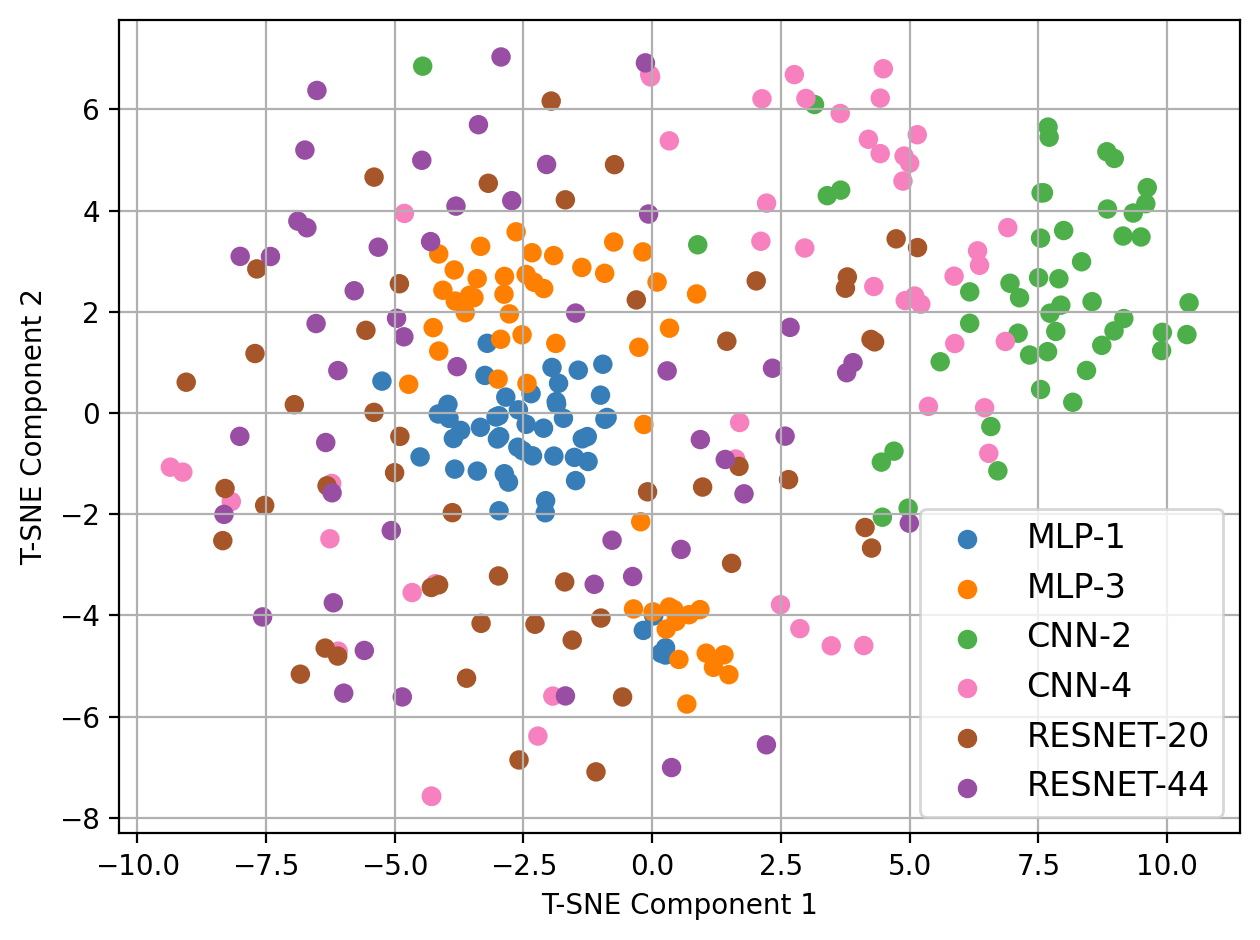 6
4
2
0
−2
−4
−6
−8
T-SNE Component 2
−10.0 −7.5 −5.0 −2.5 0.0 2.5 5.0 7.5 10.0
T-SNE Component 1
MLP-1
MLP-3
CNN-2
CNN-4
RESNET-20
RESNET-44